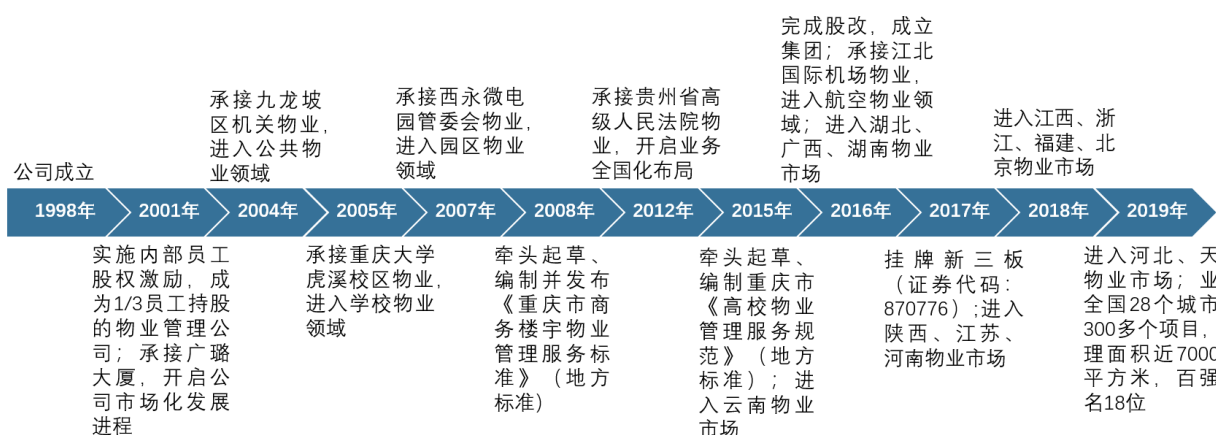 公司成立
1998年
2001年
实施内部员工
股权激励，成
为1/3员工持股
的物业管理公
司；承接广璐
大厦，开启公
司市场化发展
进程
承接九龙坡
区机关物业，
进入公共物
业领域
2004年
2005年
承接重庆大学
虎溪校区物业，
进入学校物业
领域
承接西永微电
园管委会物业，
进入园区物业
领域
2007年
2008年
牵头起草、
编制并发布
《重庆市商
务楼宇物业
管理服务标
准》（地方
标准）
承接贵州省高
级人民法院物
业，开启业务
全国化布局
2012年
2015年
牵头起草、
编制重庆市
《高校物业
管理服务规
范》（地方
标准）；进
入云南物业
市场
完成股改，成立
集团；承接江北
国际机场物业，
进入航空物业领
域；进入湖北、
广西、湖南物业
市场
2016年
2017年
挂牌新三板
（证券代码：
870776）;进入
陕西、江苏、
河南物业市场
进入江西、浙
江、福建、北
京物业市场
2018年
2019年
进入河北、天
物业市场；业
全国28个城市
300多个项目，
理面积近7000
平方米，百强
名18位